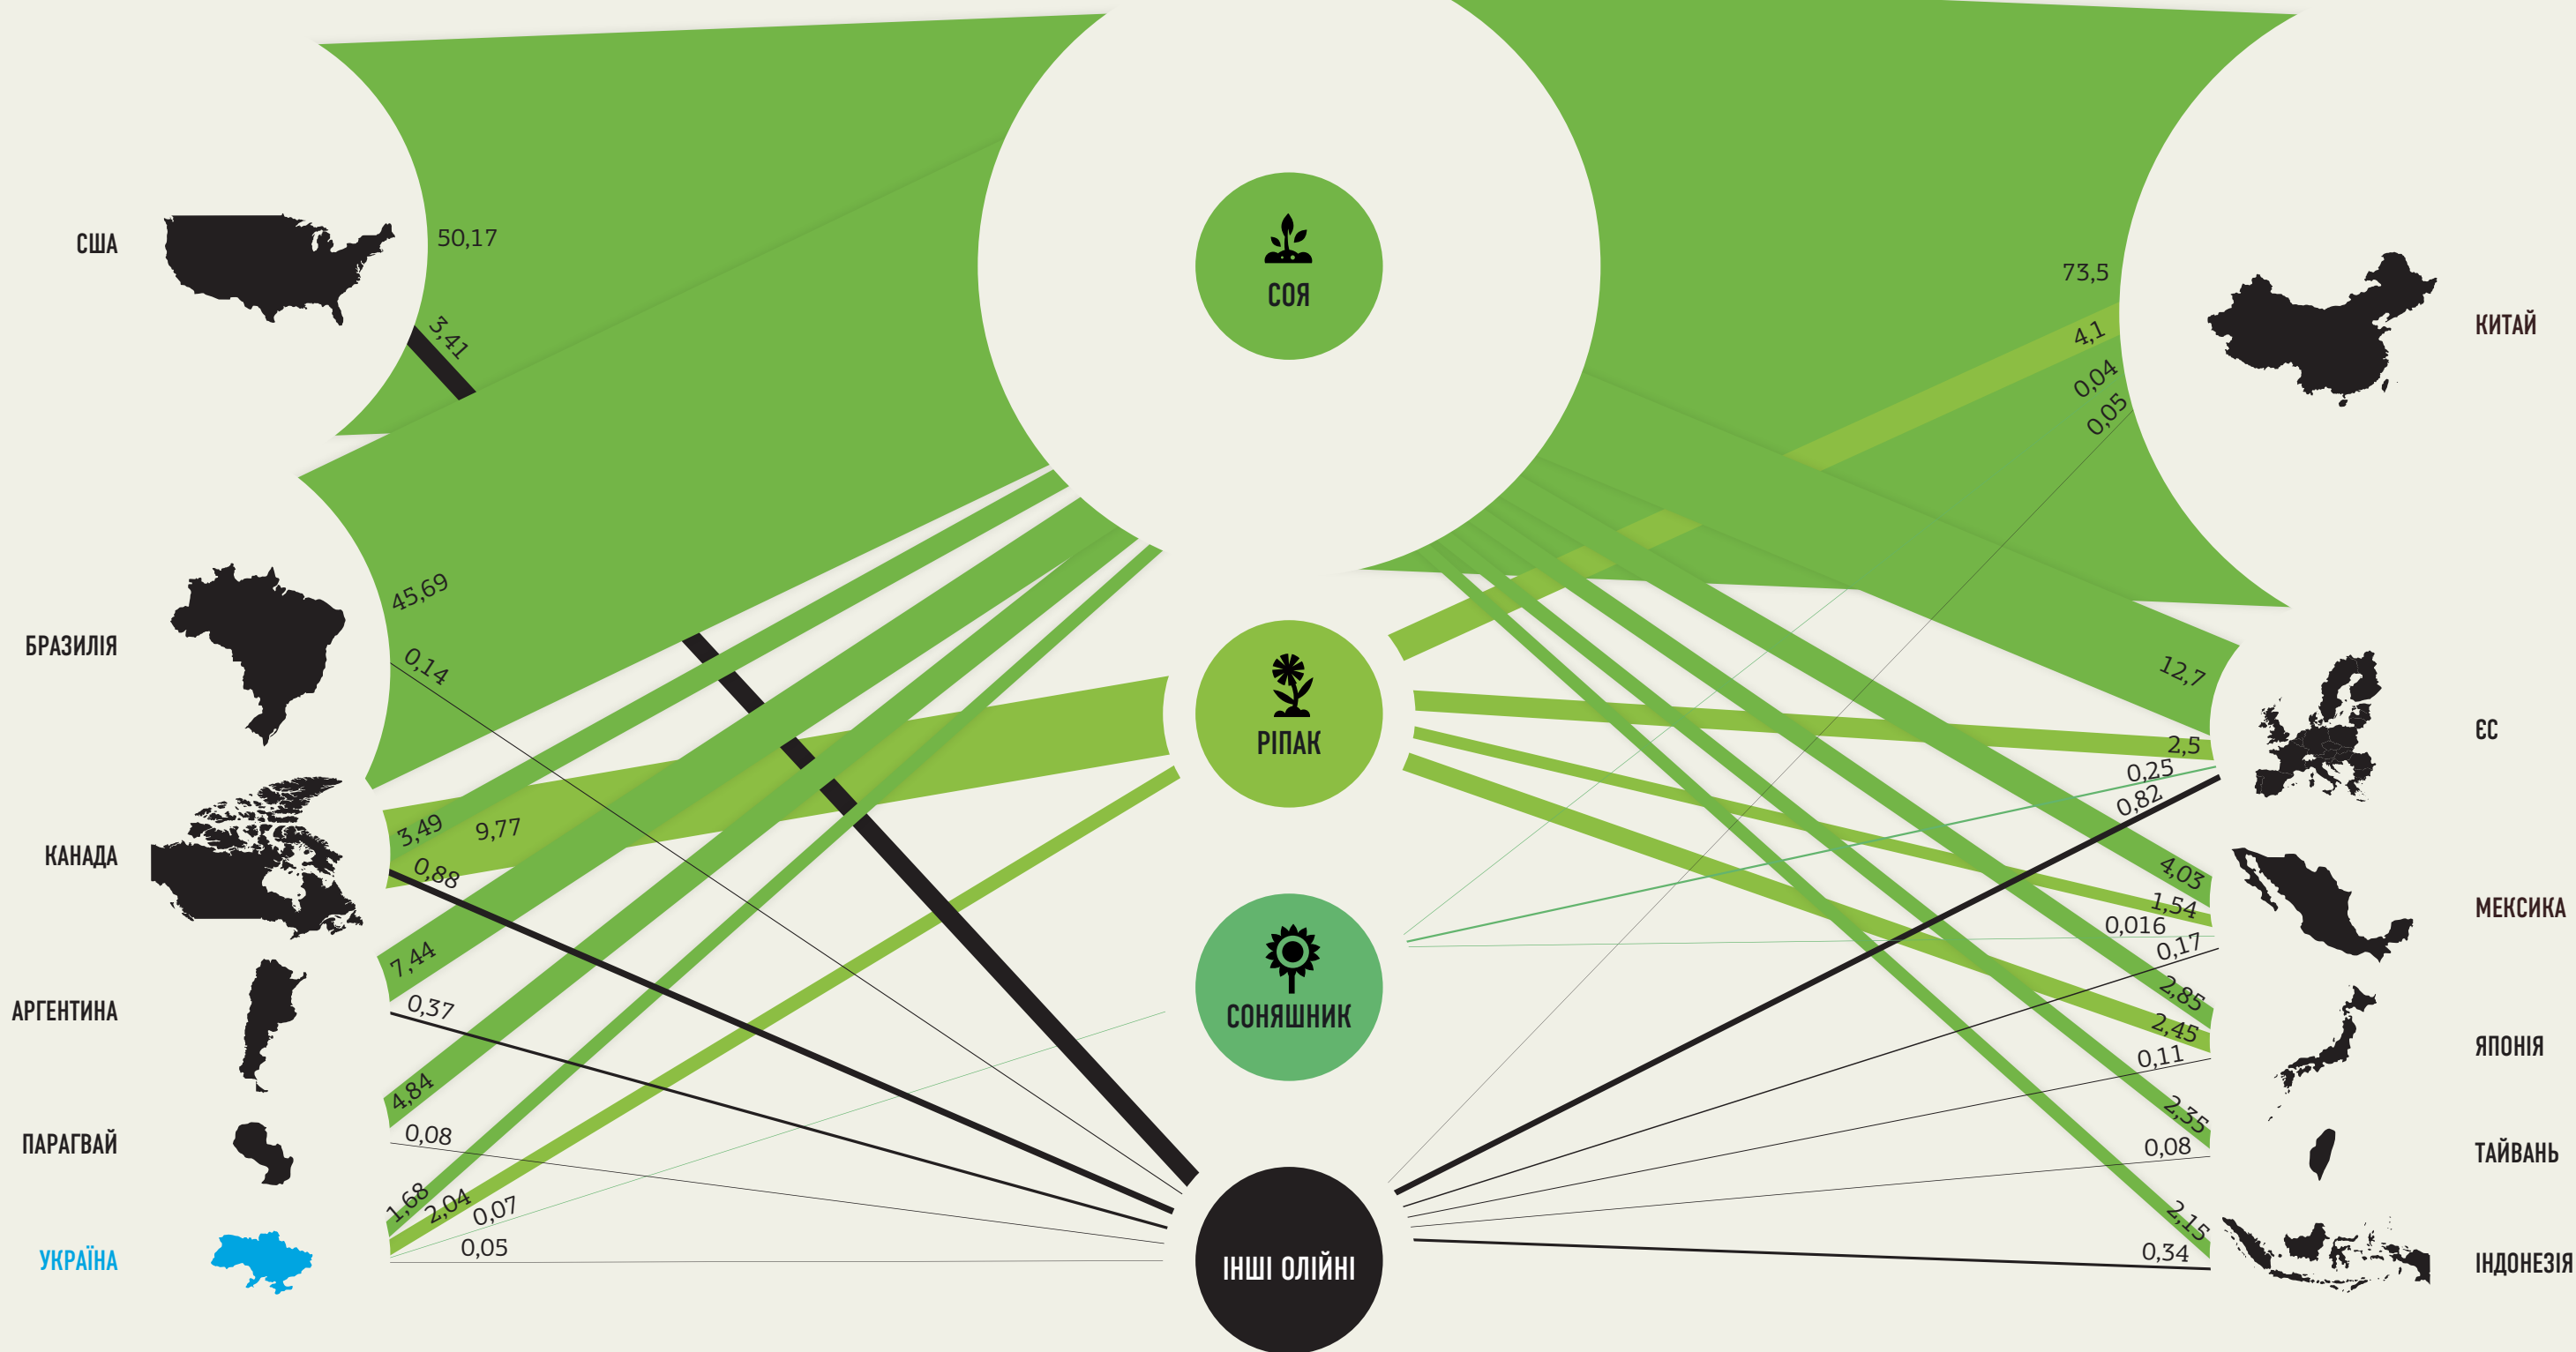 США
50,17
3,41
БРАЗИЛІЯ
45,69
0,14
КАНАДА
3,49
9,77
0,88
АРГЕНТИНА
7,44
0,37
ПАРАГВАЙ
4,84
0,08
УКРАЇНА
1,68
2,04
0,07
0,05
СОЯ
РІПАК
СОНЯШНИК
ІНШІ ОЛІЙНІ
73,5
4,1
0,04
0,05
КИТАЙ
12,7
2,5
0,25
0,82
ЄС
4,03
1,54
0,016
0,17
МЕКСИКА
2,85
2,45
0,11
ЯПОНІЯ
2,35
0,08
ТАЙВАНЬ
2,15
0,34
ІНДОНЕЗІЯ